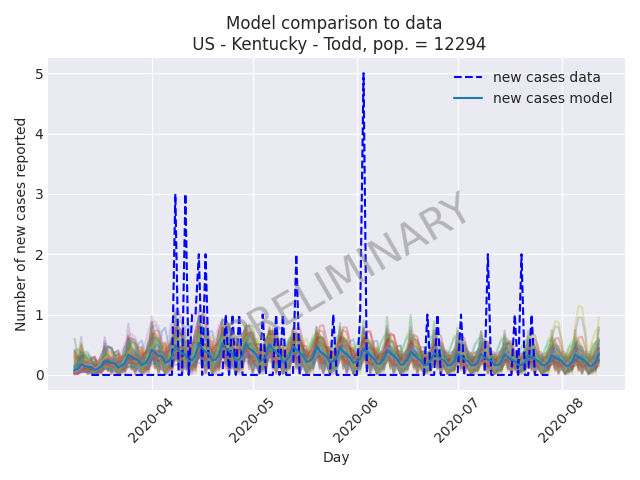 Model comparison to data
US - Kentucky - Todd, pop. = 12294
new cases data
new cases model
Number of new cases reported
5
4
3
2
1
0
PRELIMINARY
2020-04
2020-05
2020-06
2020-07
2020-08
Day